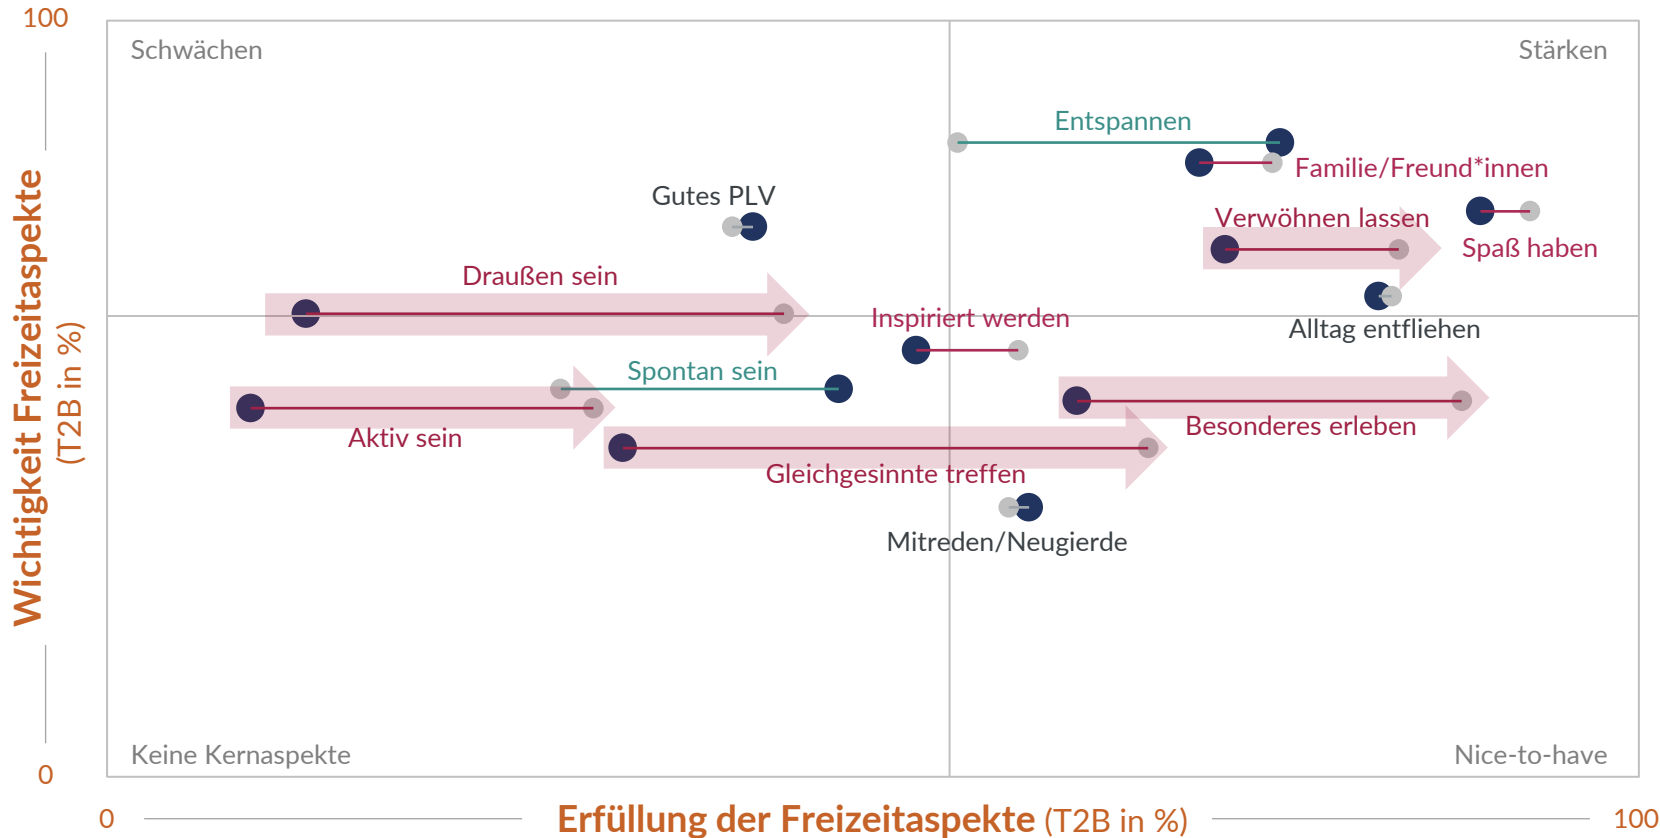 100
Schwächen
Stärken
Entspannen
Familie/Freund*innen
Gutes PLV
Verwöhnen lassen
Spaß haben
Draußen sein
Inspiriert werden
Alltag entfliehen
Spontan sein
Aktiv sein
Besonderes erleben
Gleichgesinnte treffen
Mitreden/Neugierde
Wichtigkeit Freizeitaspekte
(T2B in %)
Keine Kernaspekte
Nice-to-have
0
0
Erfüllung der Freizeitaspekte (T2B in %)
100